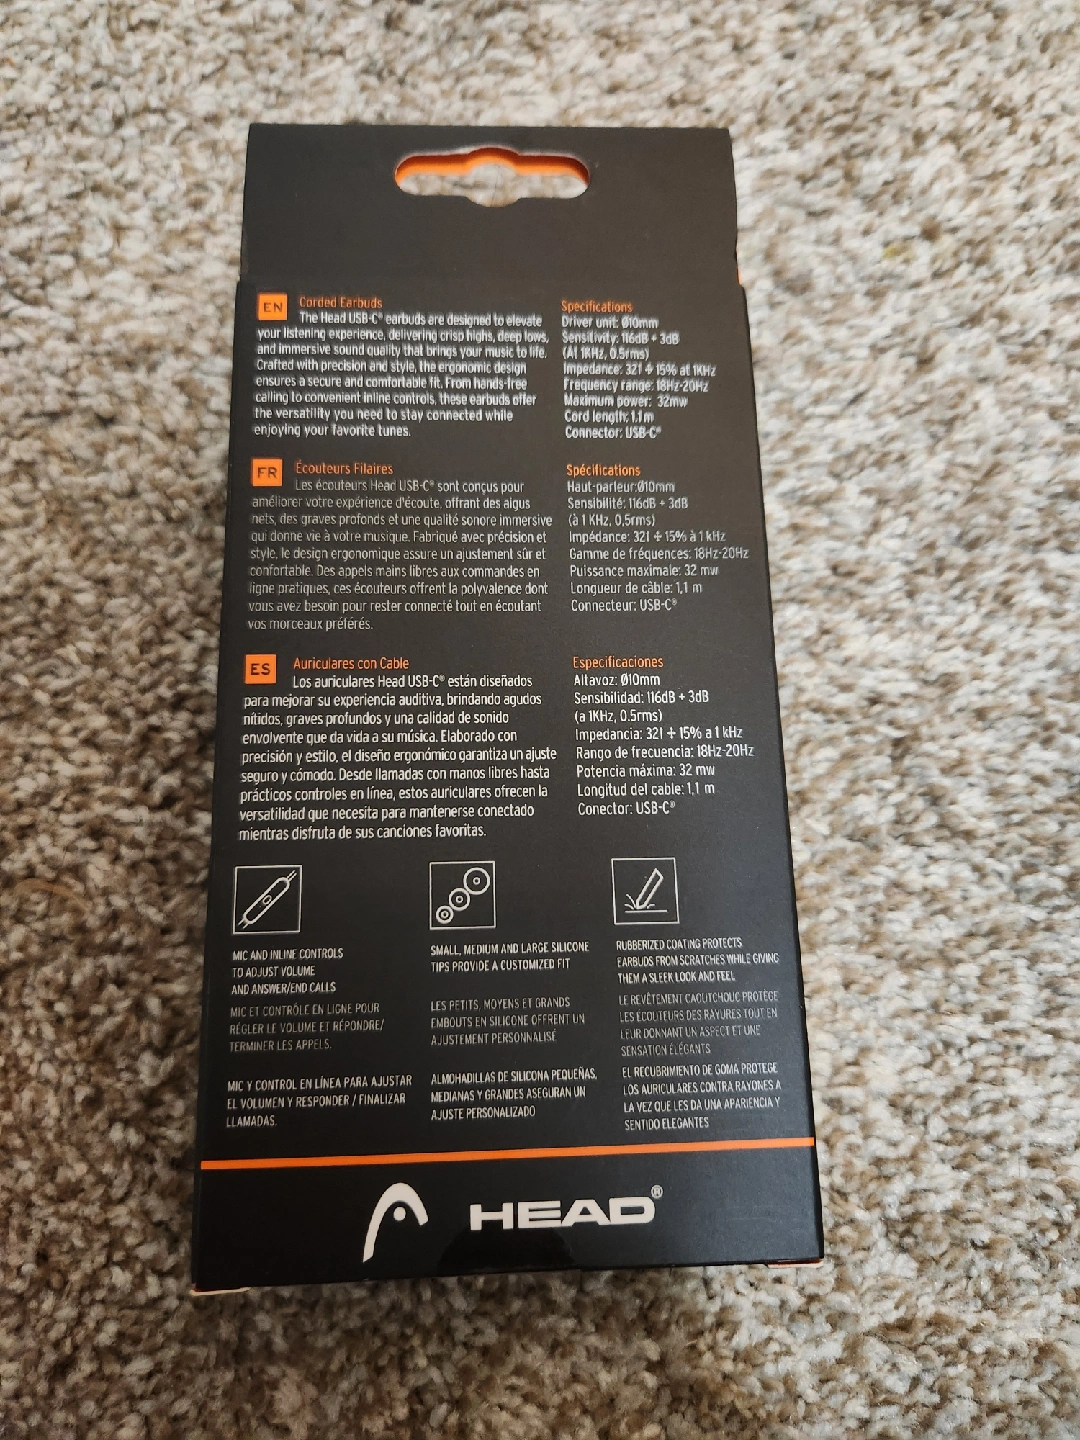 EN
Corded Earbuds
The Head USB-C® earbuds are designed to elevate
your listening experience, delivering crisp highs, deep lows,
and immersive sound quality that brings your music to life.
Crafted with precision and style, the ergonomic design
ensures a secure and comfortable fit. From hands-free
calling to convenient inline controls, these earbuds offer
the versatility you need to stay connected while
enjoying your favorite tunes.
Specifications
Driver unit: Ø10mm
Sensitivity: 116dB + 3dB
(At 1KHz, 0.5rms)
Impedance: 32I ÷ 15% at 1KHz
Frequency range: 18Hz-20Hz
Maximum power: 32mw
Cord length: 1.1m
Connector: USB-C®
FR
Écouteurs Filaires
Les écouteurs Head USB-C® sont conçus pour
améliorer votre expérience d'écoute, offrant des aigus
nets, des graves profonds et une qualité sonore immersive
qui donne vie à votre musique. Fabriqué avec précision et
style, le design ergonomique assure un ajustement sûr et
confortable. Des appels mains libres aux commandes en
ligne pratiques, ces écouteurs offrent la polyvalence dont
vous avez besoin pour rester connecté tout en écoutant
vos morceaux préférés.
Spécifications
Haut-parleur:Ø10mm
Sensibilité: 116dB + 3dB
(à 1 KHz, 0,5rms)
Impédance: 32I ÷ 15% à 1 kHz
Gamme de fréquences: 18Hz-20Hz
Puissance maximale: 32 mw
Longueur de câble: 1,1 m
Connecteur: USB-C®
ES
Auriculares con Cable
Los auriculares Head USB-C® están diseñados
para mejorar su experiencia auditiva, brindando agudos
nítidos, graves profundos y una calidad de sonido
envolvente que da vida a su música. Elaborado con
precisión y estilo, el diseño ergonómico garantiza un ajuste
seguro y cómodo. Desde llamadas con manos libres hasta
prácticos controles en línea, estos auriculares ofrecen la
versatilidad que necesita para mantenerse conectado
mientras disfruta de sus canciones favoritas.
Especificaciones
Altavoz: Ø10mm
Sensibilidad: 116dB + 3dB
(a 1KHz, 0.5rms)
Impedancia: 32I ÷ 15% a 1 kHz
Rango de frecuencia: 18Hz-20Hz
Potencia máxima: 32 mw
Longitud del cable: 1,1 m
Conector: USB-C®
MIC AND INLINE CONTROLS
TO ADJUST VOLUME
AND ANSWER/END CALLS
MIC ET CONTRÔLE EN LIGNE POUR
RÉGLER LE VOLUME ET RÉPONDRE/
TERMINER LES APPELS.
MIC Y CONTROL EN LÍNEA PARA AJUSTAR
EL VOLUMEN Y RESPONDER / FINALIZAR
LLAMADAS.
SMALL, MEDIUM AND LARGE SILICONE
TIPS PROVIDE A CUSTOMIZED FIT
LES PETITS, MOYENS ET GRANDS
EMBOUTS EN SILICONE OFFRENT UN
AJUSTEMENT PERSONNALISÉ
ALMOHADILLAS DE SILICONA PEQUEÑAS,
MEDIANAS Y GRANDES ASEGURAN UN
AJUSTE PERSONALIZADO
RUBBERIZED COATING PROTECTS
EARBUDS FROM SCRATCHES WHILE GIVING
THEM A SLEEK LOOK AND FEEL
LE REVÊTEMENT CAOUTCHOUC PROTÈGE
LES ÉCOUTEURS DES RAYURES TOUT EN
LEUR DONNANT UN ASPECT ET UNE
SENSATION ÉLÉGANTS
EL RECUBRIMIENTO DE GOMA PROTEGE
LOS AURICULARES CONTRA RAYONES A
LA VEZ QUE LES DA UNA APARIENCIA Y
SENTIDO ELEGANTES
HEAD®